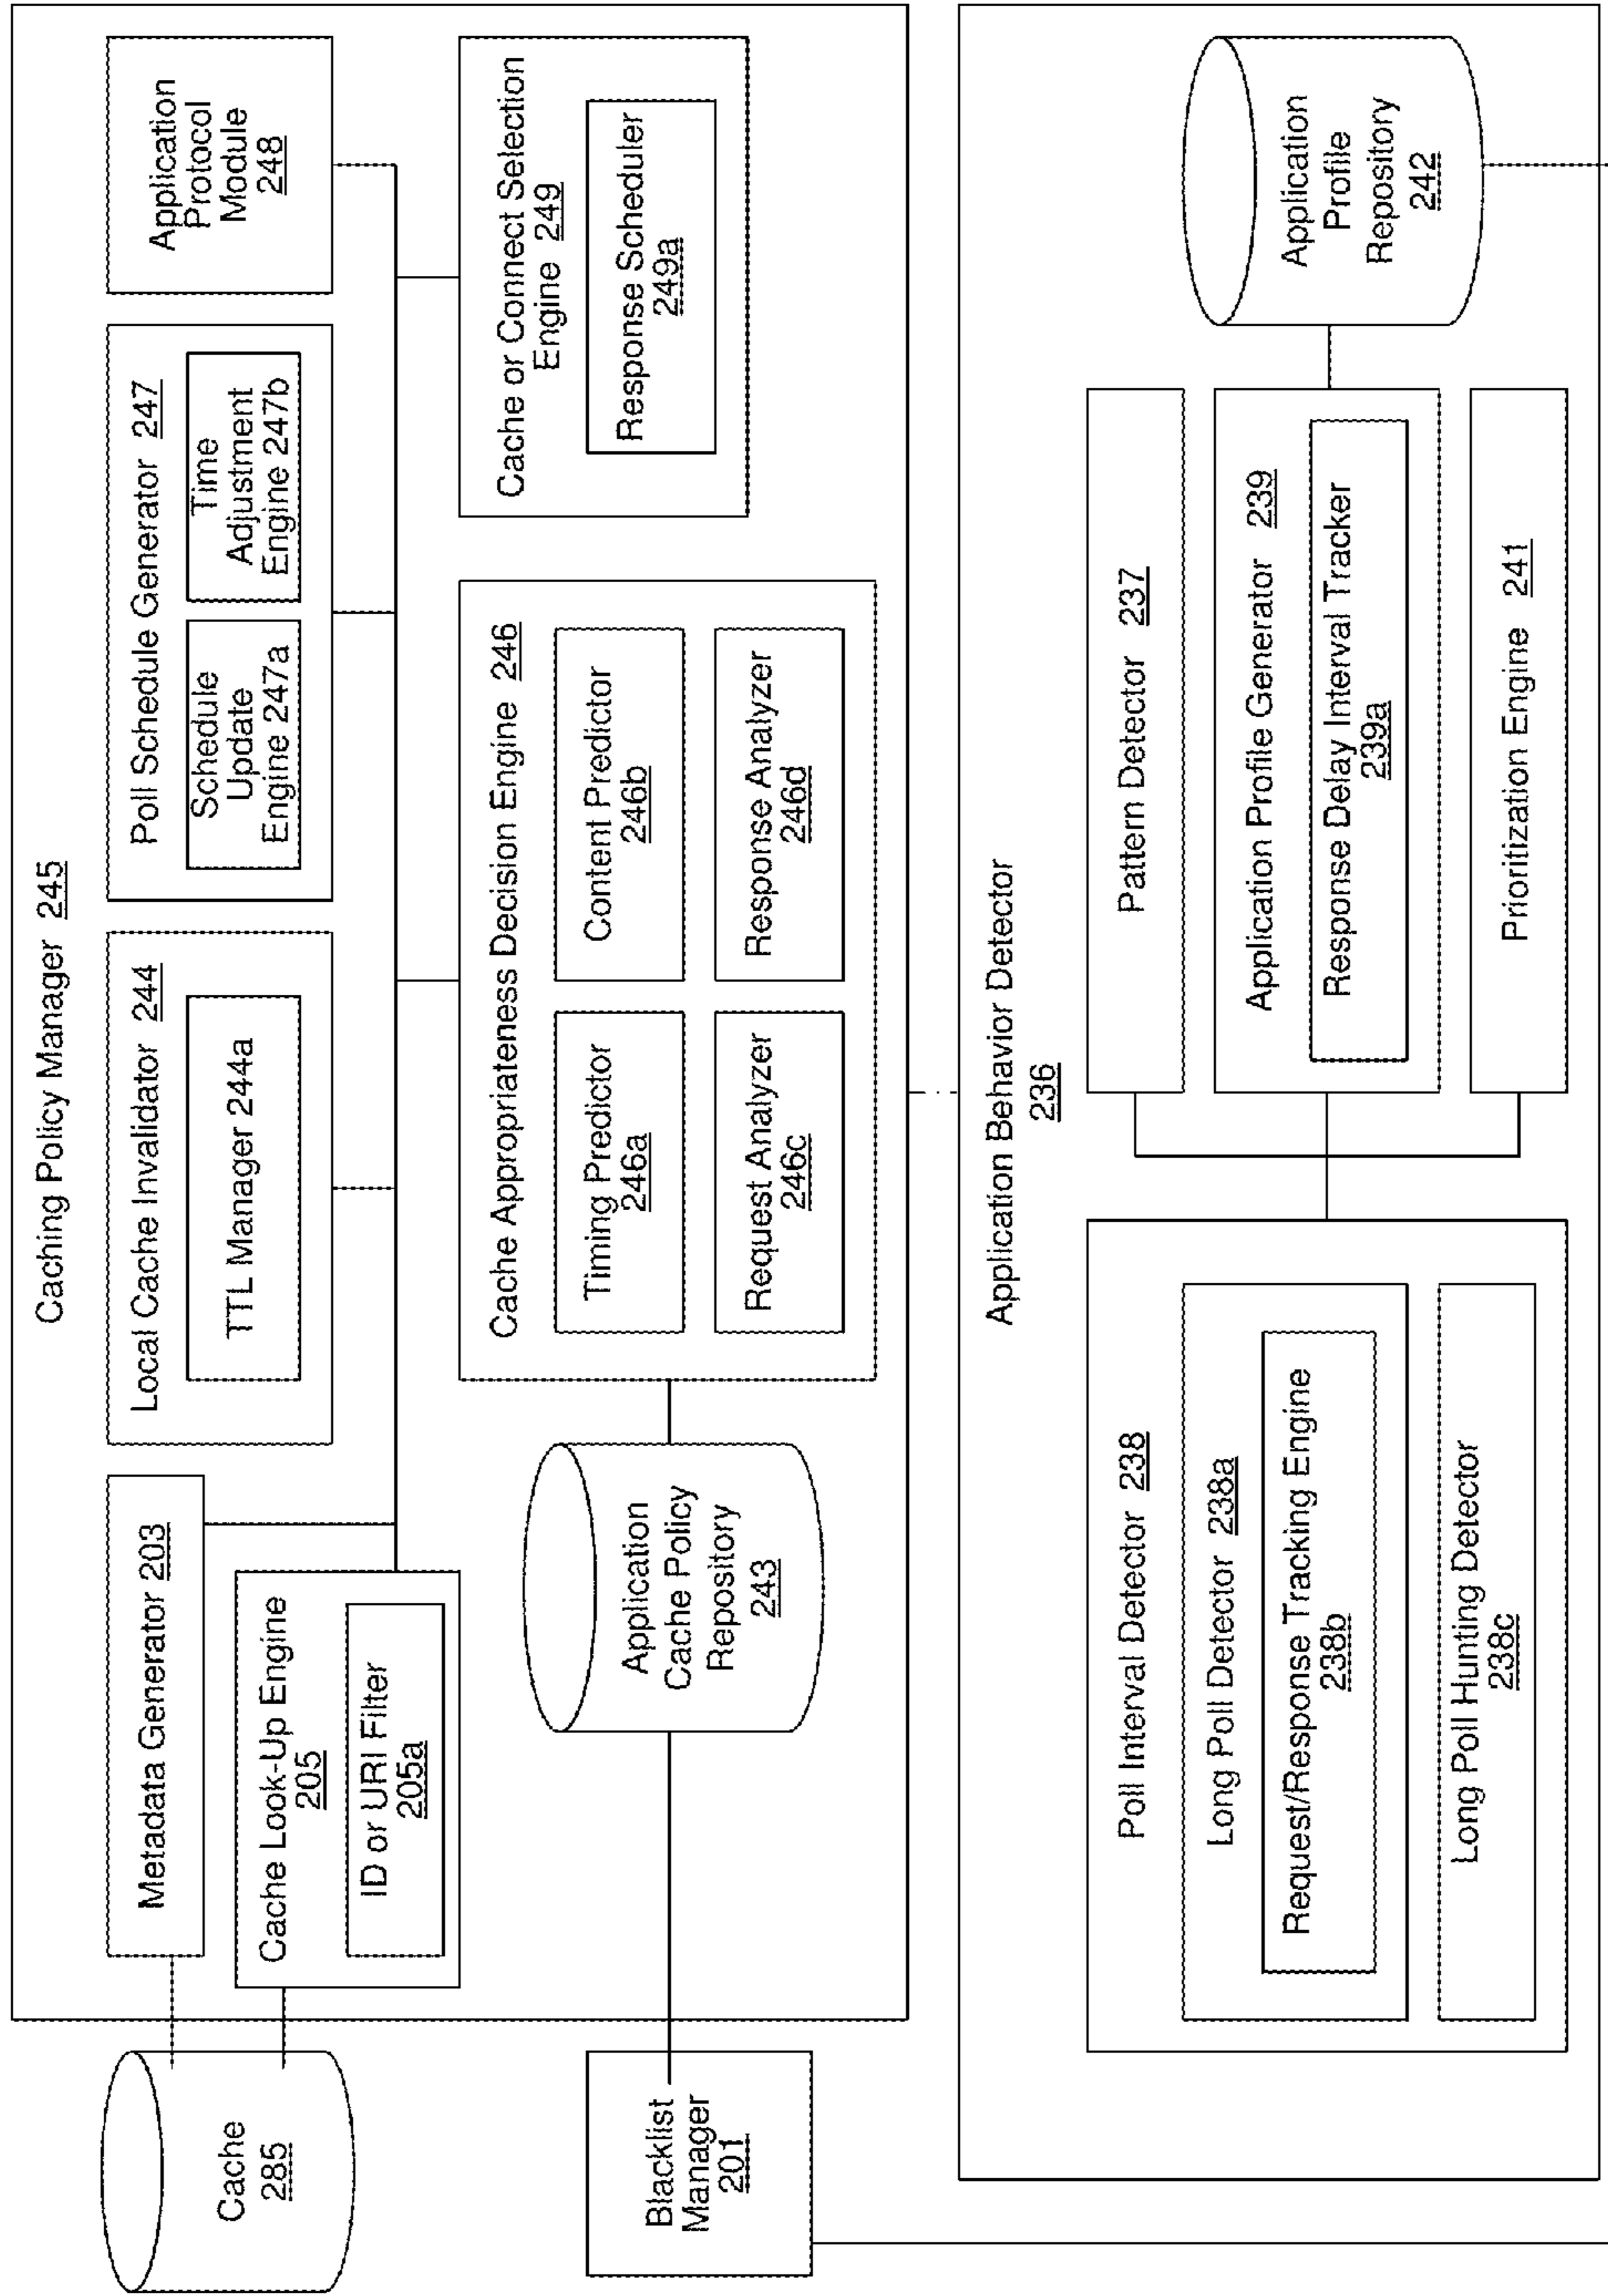 Caching Policy Manager 245
Metadata Generator 203
Local Cache Invalidator 244
TTL Manager 244a
Poll Schedule Generator 247
Schedule
Update
Engine 247a
Time
Adjustment
Engine 247b
Application
Protocol
Module
248
Cache
285
Cache Look-Up Engine
205
ID or URI Filter
205a
Cache Appropriateness Decision Engine 246
Timing Predictor
246a
Content Predictor
246b
Request Analyzer
246c
Response Analyzer
246d
Cache or Connect Selection
Engine 249
Response Scheduler
249a
Application
Cache Policy
Repository
243
Blacklist
Manager
201
Application Behavior Detector
236
Poll Interval Detector 238
Long Poll Detector 238a
Request/Response Tracking Engine
238b
Long Poll Hunting Detector
238c
Pattern Detector 237
Application Profile Generator 239
Response Delay Interval Tracker
239a
Prioritization Engine 241
Application
Profile
Repository
242